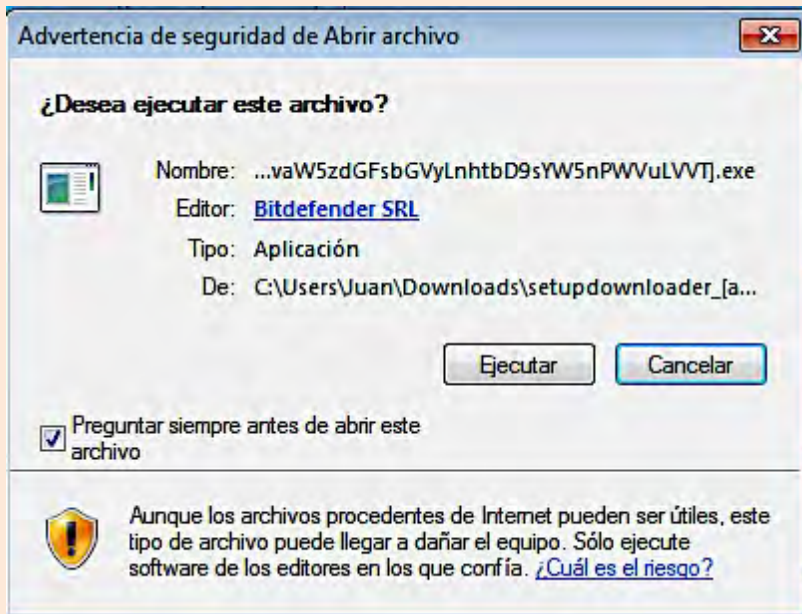 Advertencia de seguridad de Abrir archivo
¿Desea ejecutar este archivo?
Nombre: ...vaW5zdGFsbGVyLnhtbD9sYW5nPWVuLVVT].exe
Editor: Bitdefender SRL
Tipo: Aplicación
De: C:\Users\Juan\Downloads\setupdownloader_[a...
Ejecutar Cancelar
Preguntar siempre antes de abrir este
archivo
Aunque los archivos procedentes de Internet pueden ser útiles, este
tipo de archivo puede llegar a dañar el equipo. Sólo ejecute
software de los editores en los que confía. ¿Cuál es el riesgo?